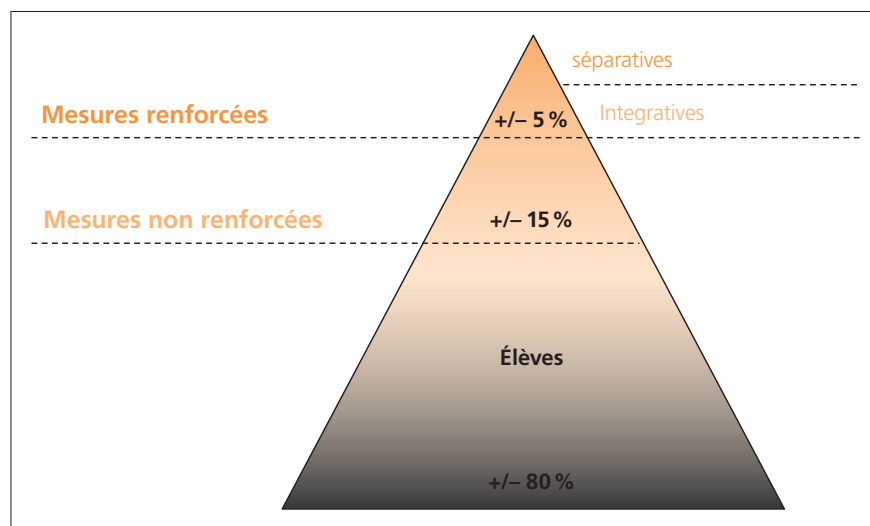 séparatives
Mesures renforcées
+/– 5 %
Integratives
Mesures non renforcées
+/– 15 %
Élèves
+/– 80 %